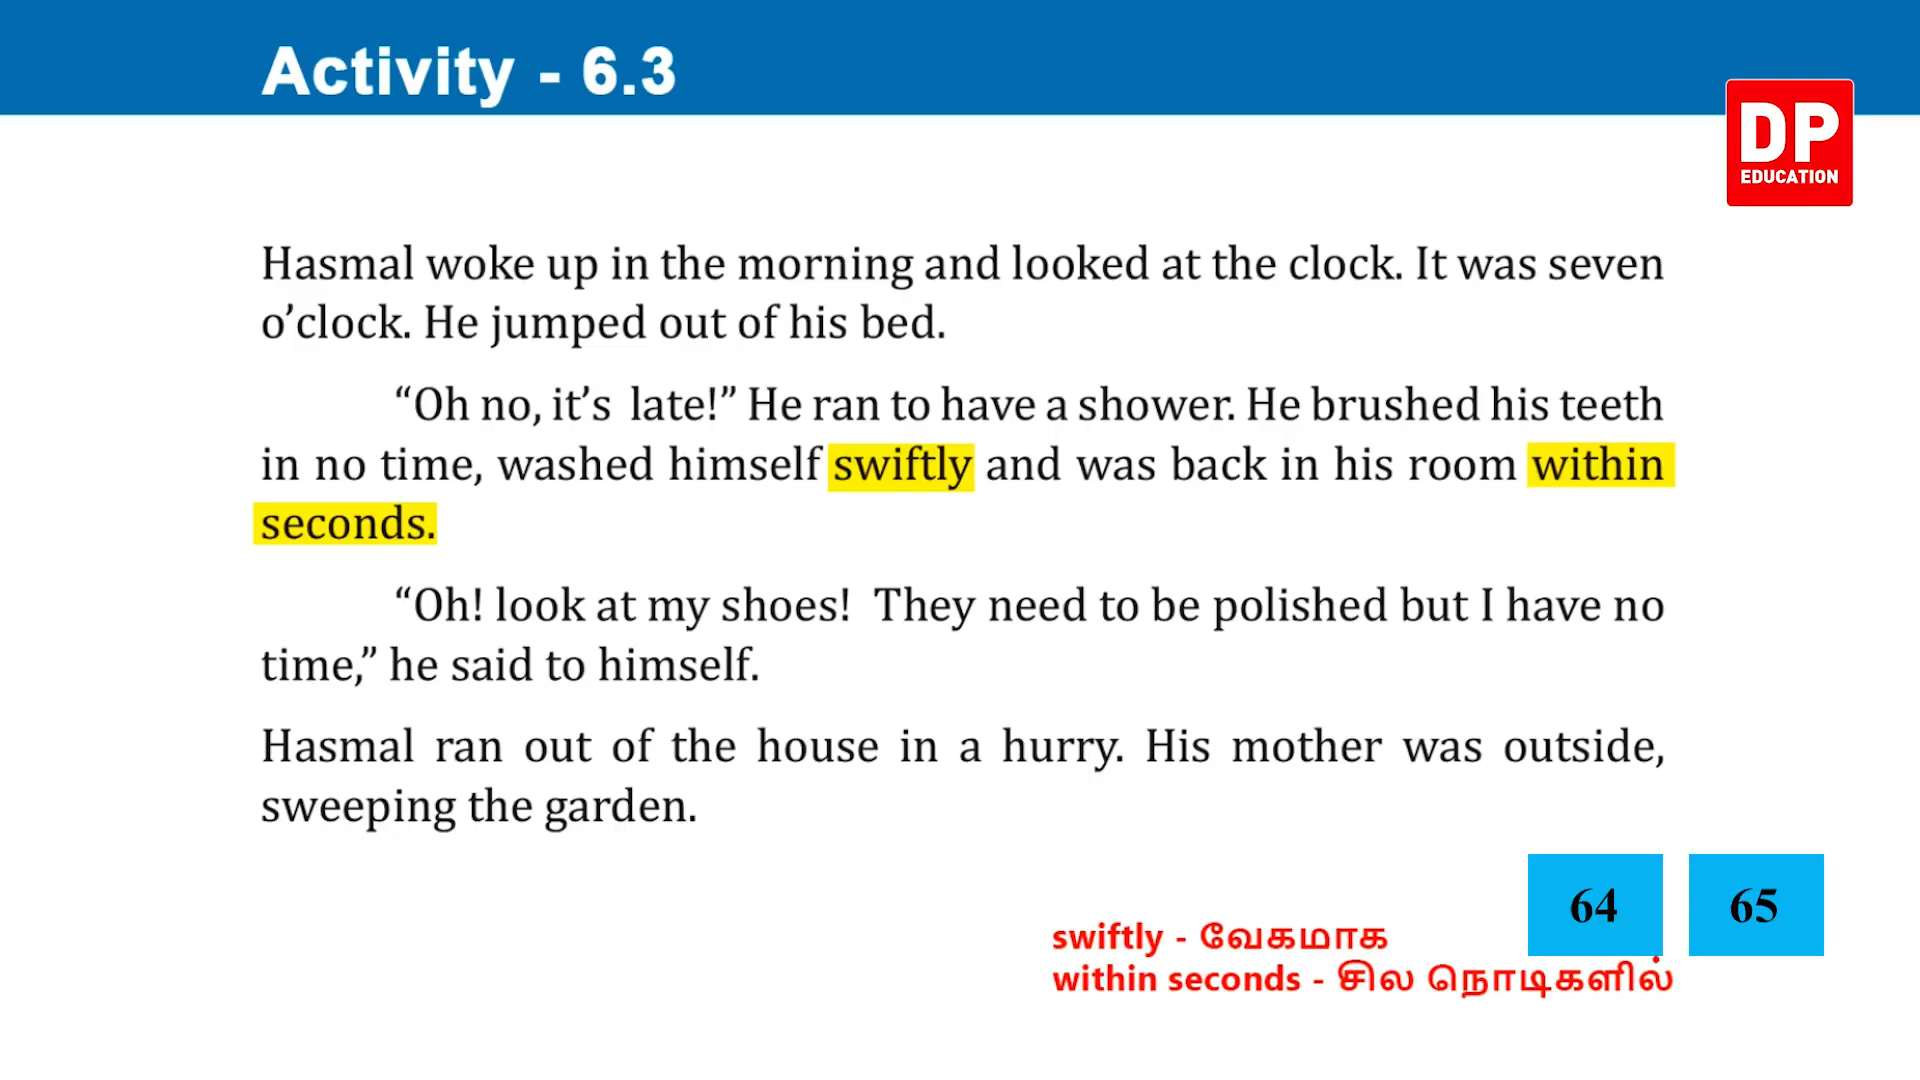 Activity - 6.3
DP
EDUCATION
Hasmal woke up in the morning and looked at the clock. It was seven
o’clock. He jumped out of his bed.
“Oh no, it’s late!” He ran to have a shower. He brushed his teeth
in no time, washed himself swiftly and was back in his room within
seconds.
“Oh! look at my shoes! They need to be polished but I have no
time,” he said to himself.
Hasmal ran out of the house in a hurry. His mother was outside,
sweeping the garden.
64 65
swiftly - வேகமாக
within seconds - சில நொடிகளில்